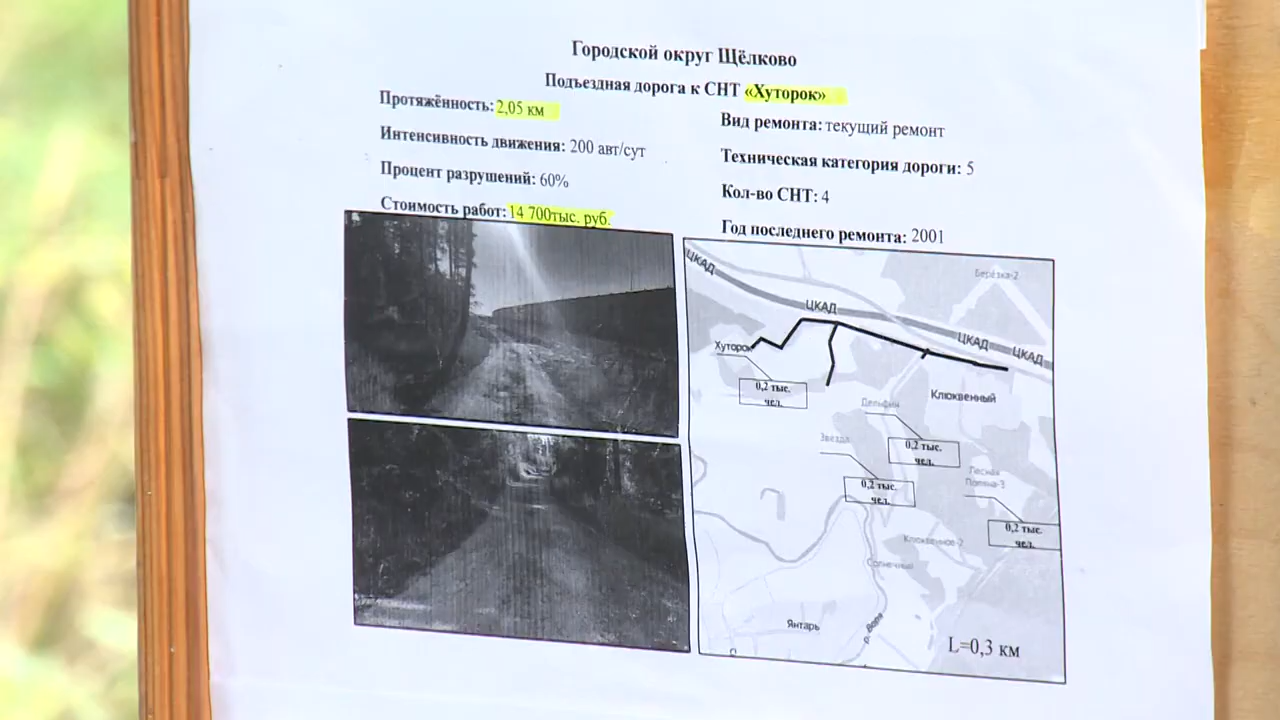 Городской округ Щёлково
Подъездная дорога к СНТ «Хуторок»
Протяжённость: 2,05 км
Интенсивность движения: 200 авт/сут
Процент разрушений: 60%
Стоимость работ: 14 700тыс. руб.
Вид ремонта: текущий ремонт
Техническая категория дороги: 5
Кол-во СНТ: 4
Год последнего ремонта: 2001
ЦКАД
Берёзка-2
ЦКАД
ЦКАД
ЦКАД
Хуторок
0,2 тыс.
чел.
Клюквенный
Дельфин
0,2 тыс.
чел.
Звезда
0,2 тыс.
чел.
Лесная
Поляна-3
0,2 тыс.
чел.
Клюквенное-2
Солнечный
Янтарь
р. Воря
L=0,3 км